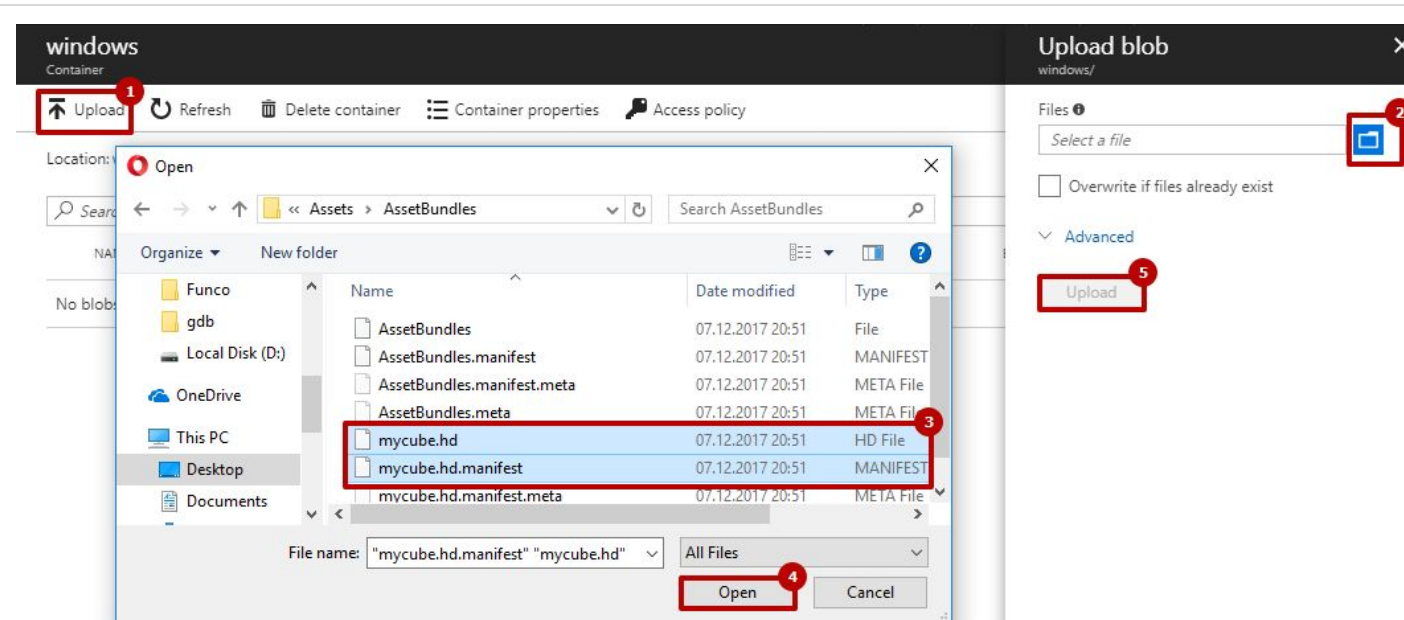 windows
Container
1
Upload Refresh Delete container Container properties Access policy
Location:
No blobs
Open
« Assets › AssetBundles
Search AssetBundles
Organize New folder
Funco
gdb
Local Disk (D:)
OneDrive
This PC
Desktop
Documents
Name Date modified Type
AssetBundles 07.12.2017 20:51 File
AssetBundles.manifest 07.12.2017 20:51 MANIFEST
AssetBundles.manifest.meta 07.12.2017 20:51 META File
AssetBundles.meta 07.12.2017 20:51 META File
3
mycube.hd 07.12.2017 20:51 HD File
mycube.hd.manifest 07.12.2017 20:51 MANIFEST
mycube.hd.manifest.meta 07.12.2017 20:51 META File
File name: "mycube.hd.manifest" "mycube.hd" All Files
4
Open Cancel
Upload blob
windows/
Files
2
Select a file
Overwrite if files already exist
Advanced
5
Upload